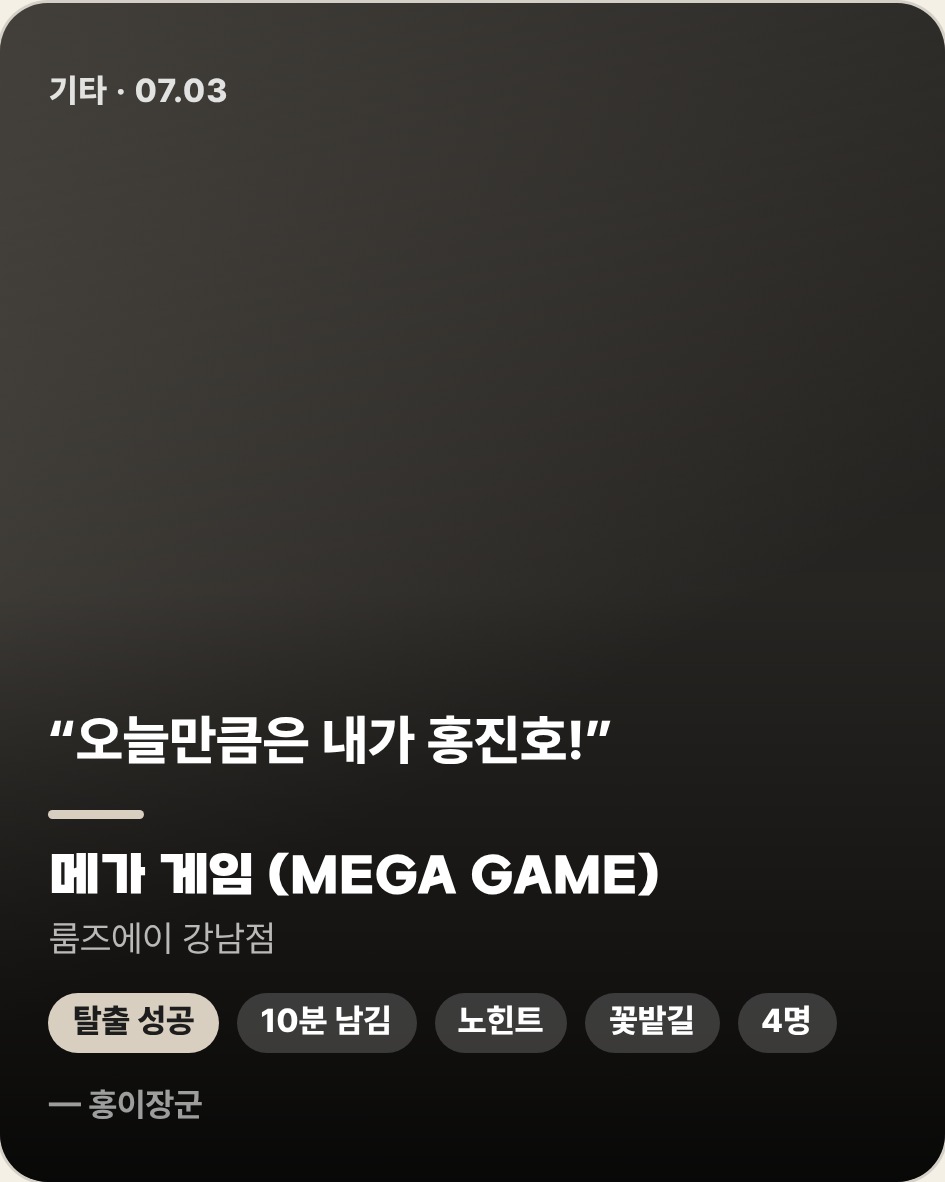 기타 · 07.03
“오늘만큼은 내가 홍진호!”
메가 게임 (MEGA GAME)
룸즈에이 강남점
탈출 성공 10분 남김 노힌트 꽃밭길 4명
— 홍이장군